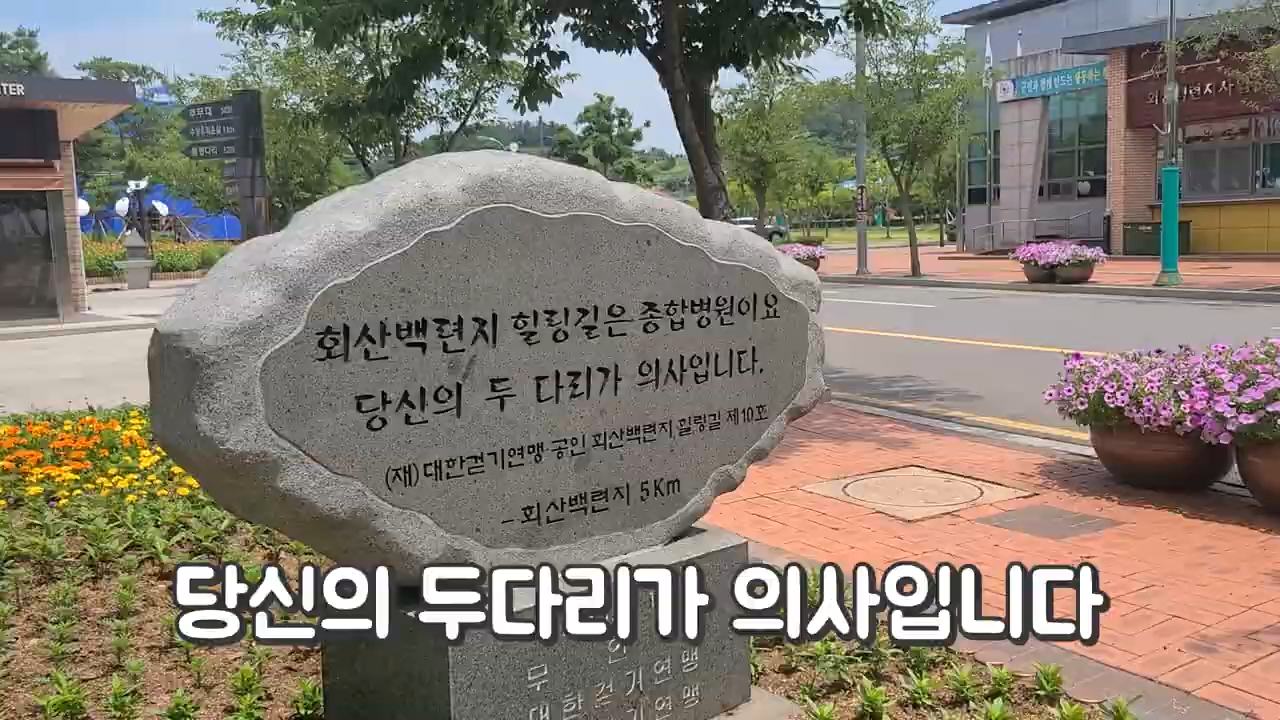 회산백련지 힐링길은 종합병원이요
당신의 두 다리가 의사입니다.
(재)대한걷기연맹 공인 회산백련지 힐링길 제10호
- 회산백련지 5Km
당신의 두다리가 의사입니다
무 안
대한걷기연맹